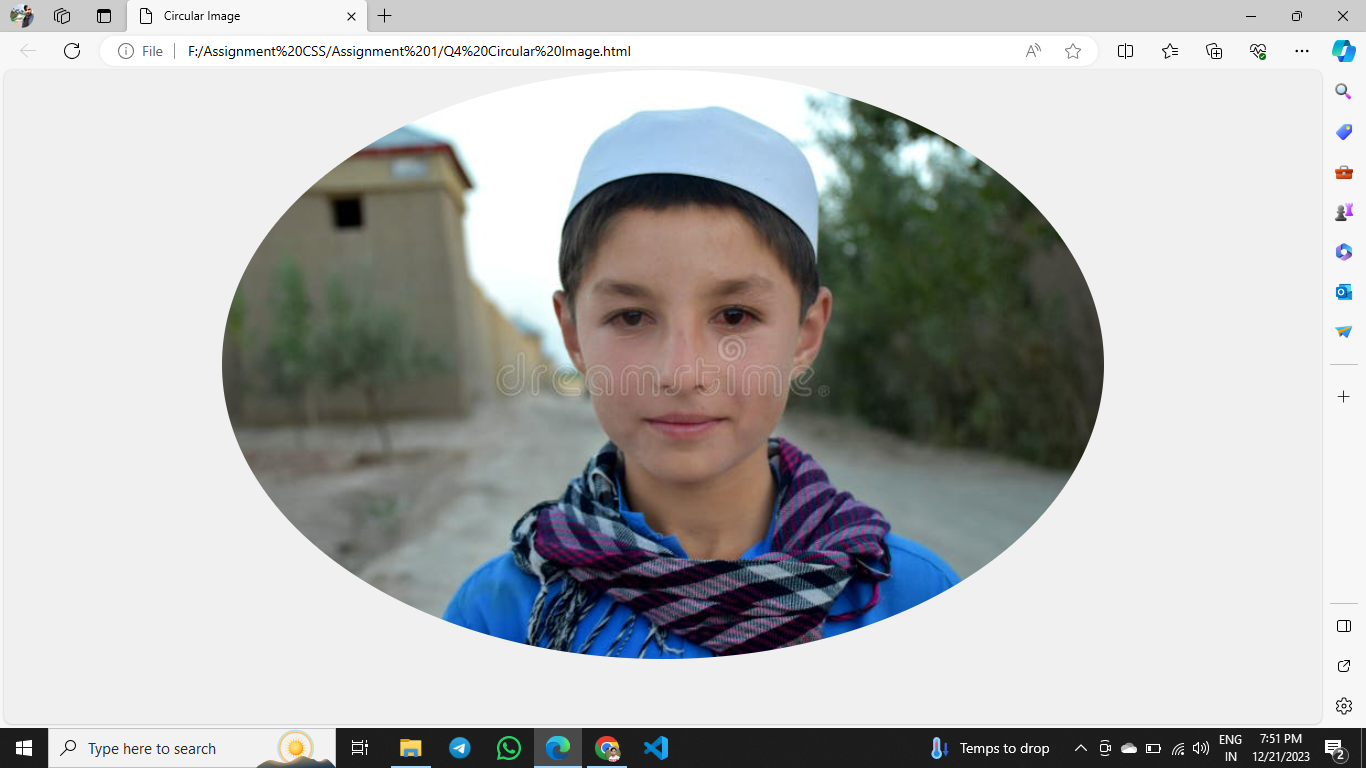 Circular Image
File
F:/Assignment%20CSS/Assignment%201/Q4%20Circular%20Image.html
dreamstime®
Type here to search
Temps to drop
ENG
IN
7:51 PM
12/21/2023
2